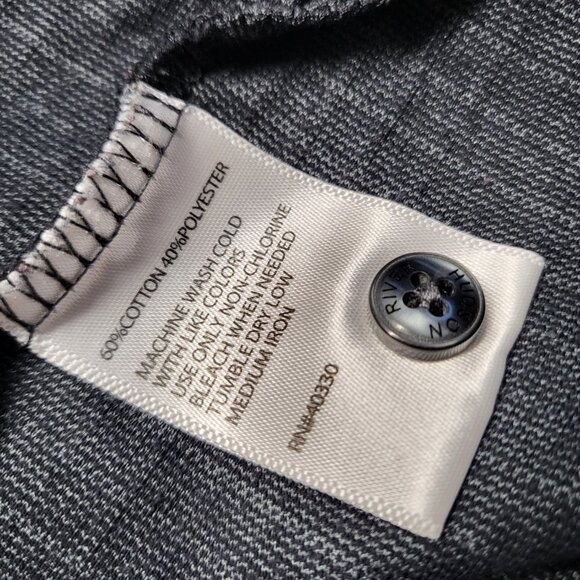 60%COTTON 40%POLYESTER
MACHINE WASH COLD
WITH LIKE COLORS
USE ONLY NON-CHLORINE
BLEACH WHEN NEEDED
TUMBLE DRY LOW
MEDIUM IRON
RN#40330
HUDSON